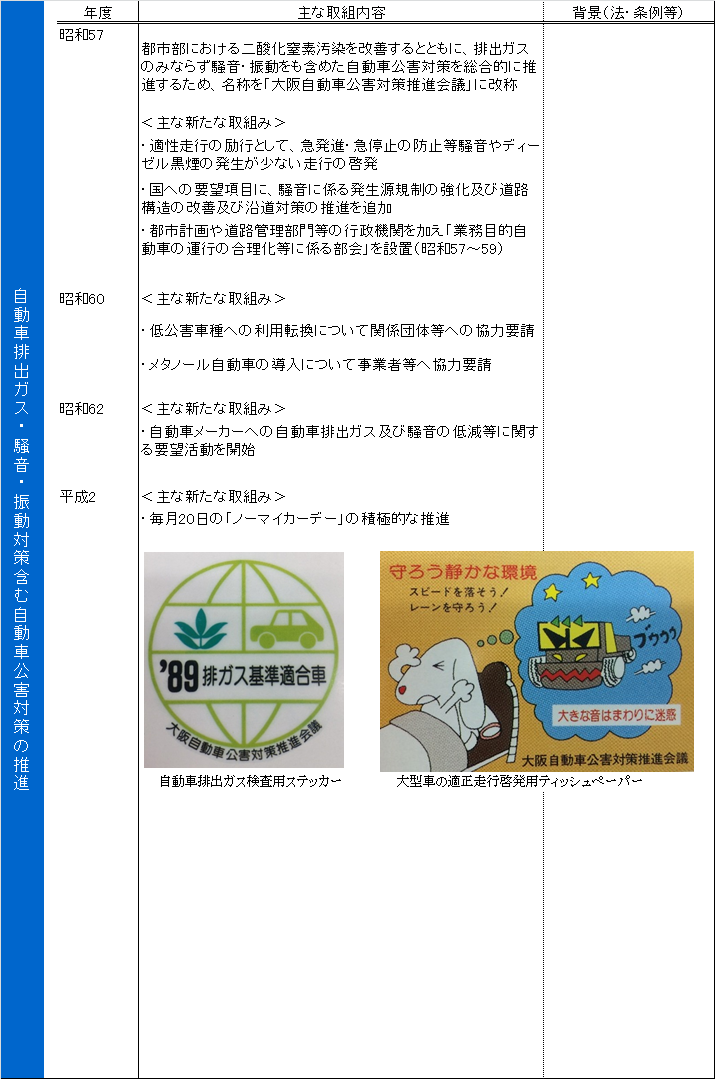 年度
主な取組内容
背景(法・条例等)
自動車排出ガス・騒音・振動対策含む自動車公害対策の推進
昭和57
都市部における二酸化窒素汚染を改善するとともに、排出ガス
のみならず騒音・振動をも含めた自動車公害対策を総合的に推
進するため、名称を「大阪自動車公害対策推進会議」に改称
<主な新たな取組み>
・適性走行の励行として、急発進・急停止の防止等騒音やディー
ゼル黒煙の発生が少ない走行の啓発
・国への要望項目に、騒音に係る発生源規制の強化及び道路
構造の改善及び沿道対策の推進を追加
・都市計画や道路管理部門等の行政機関を加え「業務目的自
動車の運行の合理化等に係る部会」を設置(昭和57～59)
昭和60
<主な新たな取組み>
・低公害車種への利用転換について関係団体等への協力要請
・メタノール自動車の導入について事業者等へ協力要請
昭和62
<主な新たな取組み>
・自動車メーカーへの自動車排出ガス及び騒音の低減等に関す
る要望活動を開始
平成2
<主な新たな取組み>
・毎月20日の「ノーマイカーデー」の積極的な推進
'89排ガス基準適合車
大阪自動車公害対策推進会議
自動車排出ガス検査用ステッカー
守ろう静かな環境
スピードを落そう！
レーンを守ろう！
ブゥゥゥ
大きな音はまわりに迷惑
大阪自動車公害対策推進会議
大型車の適正走行啓発用ティッシュペーパー